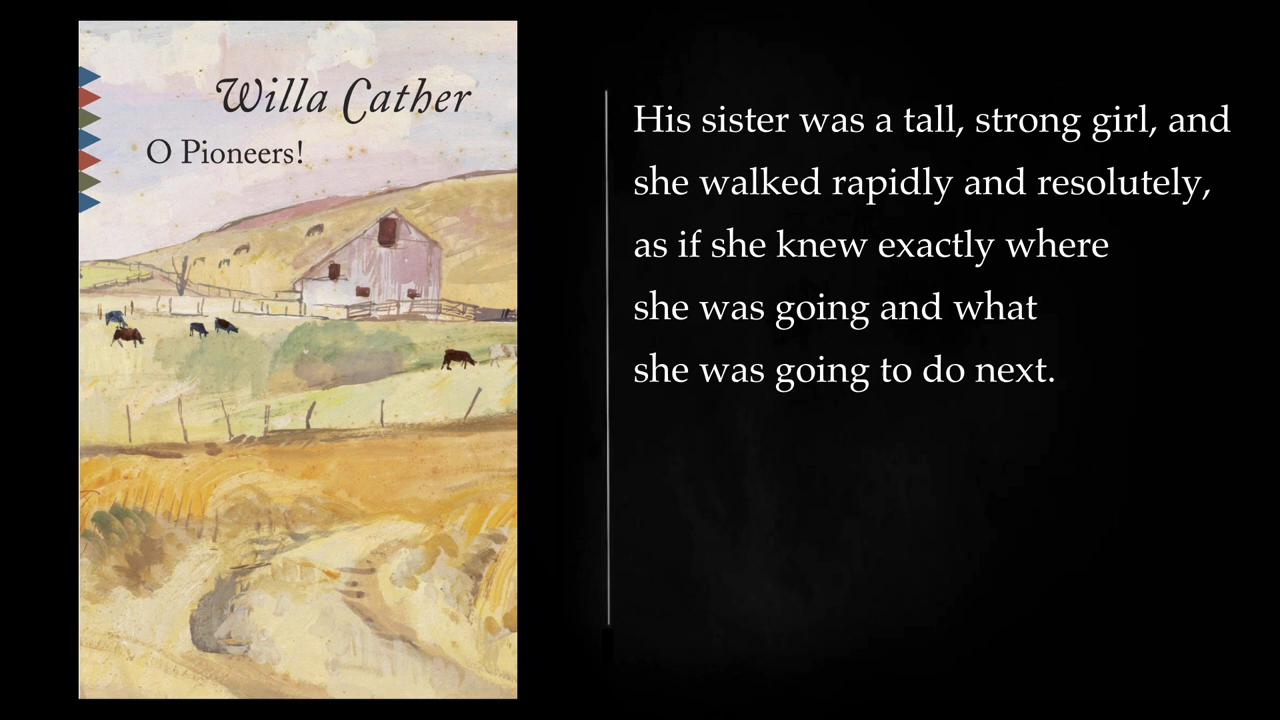 Willa Cather
O Pioneers!
His sister was a tall, strong girl, and
she walked rapidly and resolutely,
as if she knew exactly where
she was going and what
she was going to do next.